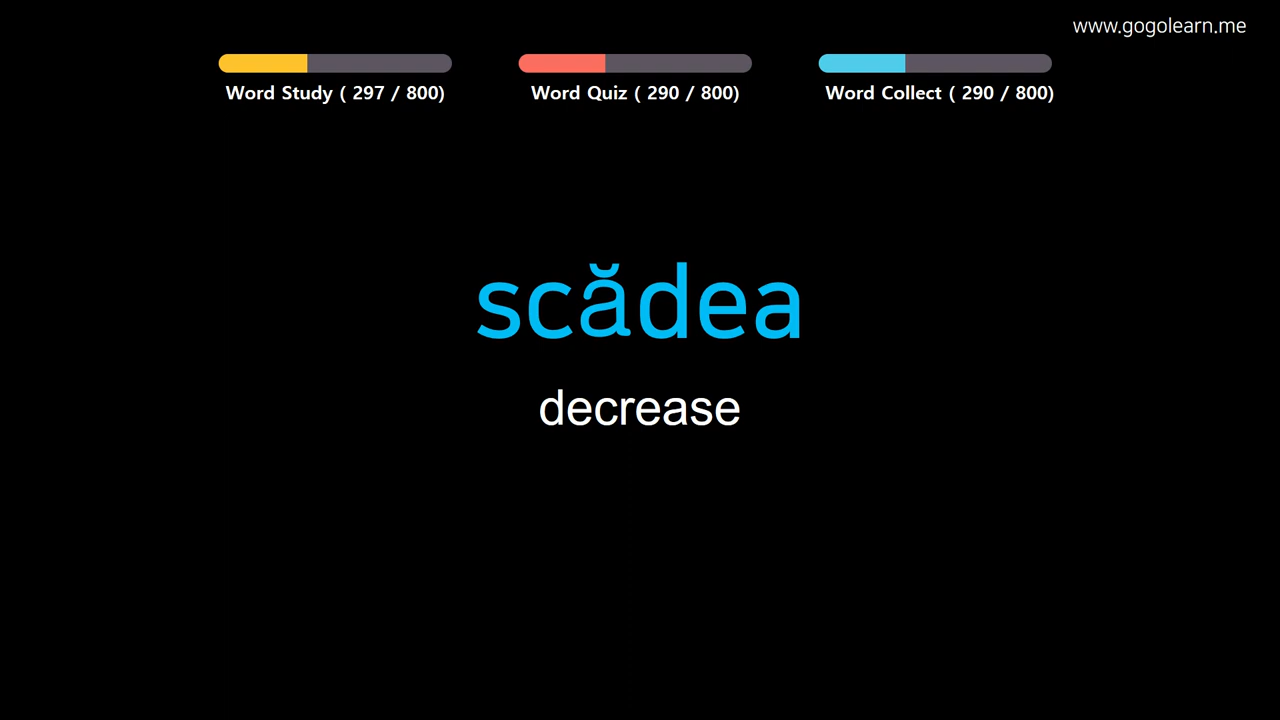 www.gogolearn.me
Word Study ( 297 / 800)
Word Quiz ( 290 / 800)
Word Collect ( 290 / 800)
scădea
decrease